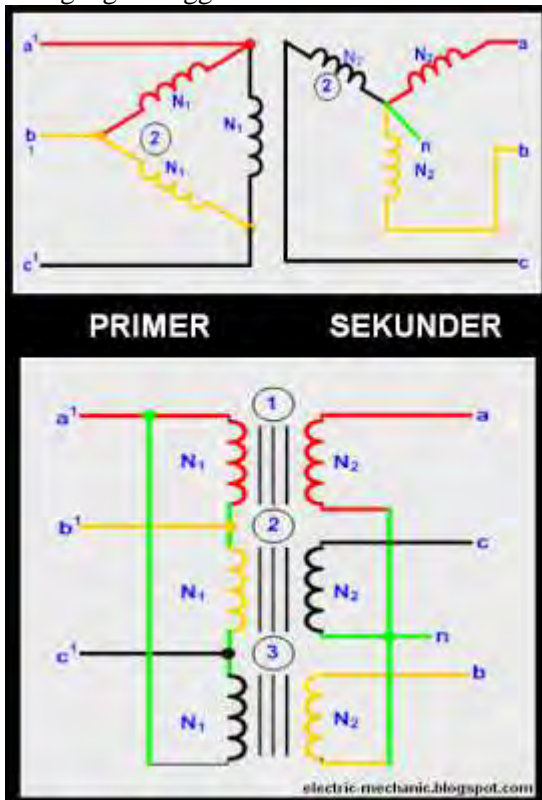 a¹
N₁
N₁
b
1
2
N₁
c¹
N₂
N₂
a
2
n
N₂
b
c
PRIMER
SEKUNDER
1
a¹
a
N₁
N₂
b¹
2
c
N₁
N₂
n
c¹
3
b
N₁
N₂
electric-mechanic.blogspot.com